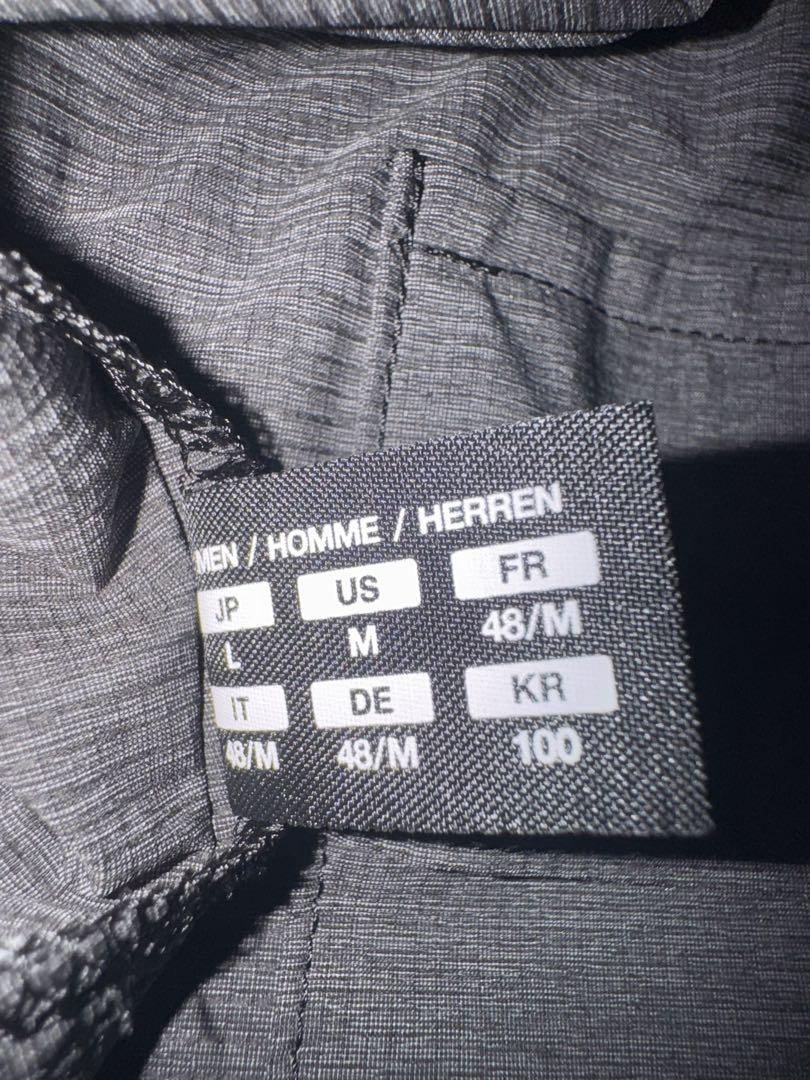 MEN / HOMME / HERREN
JP US FR
L M 48/M
IT DE KR
48/M 48/M 100